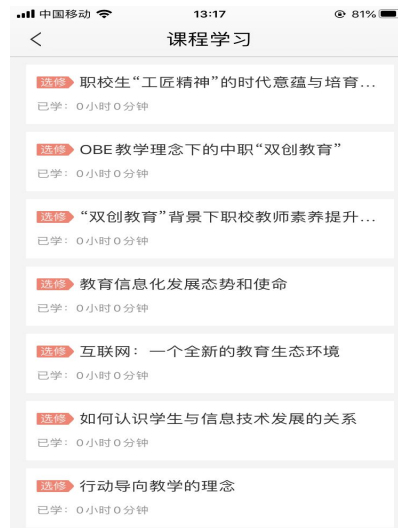 中国移动 13:17 81%
课程学习
选修 职校生“工匠精神”的时代意蕴与培育...
已学：0小时0分钟
选修 OBE教学理念下的中职“双创教育”
已学：0小时0分钟
选修 “双创教育”背景下职校教师素养提升...
已学：0小时0分钟
选修 教育信息化发展态势和使命
已学：0小时0分钟
选修 互联网：一个全新的教育生态环境
已学：0小时0分钟
选修 如何认识学生与信息技术发展的关系
已学：0小时0分钟
选修 行动导向教学的理念
已学：0小时0分钟